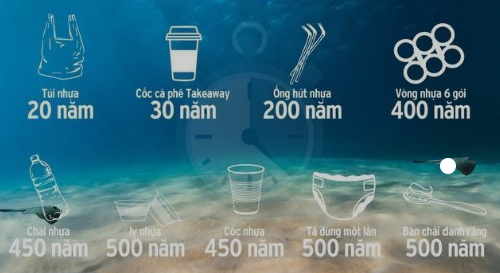 Túi nhựa
20 năm
Cốc cà phê Takeaway
30 năm
Ống hút nhựa
200 năm
Vòng nhựa 6 gói
400 năm
Chai nhựa
450 năm
ly nhựa
500 năm
Cốc nhựa
450 năm
Tã dùng một lần
500 năm
Bàn chải đánh răng
500 năm